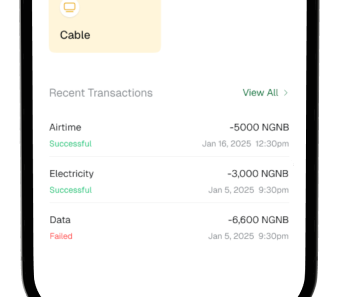 Cable
Recent Transactions View All >
Airtime -5000 NGNB
Successful Jan 16, 2025 12:30pm
Electricity -3,000 NGNB
Successful Jan 5, 2025 9:30pm
Data -6,600 NGNB
Failed Jan 5, 2025 9:30pm